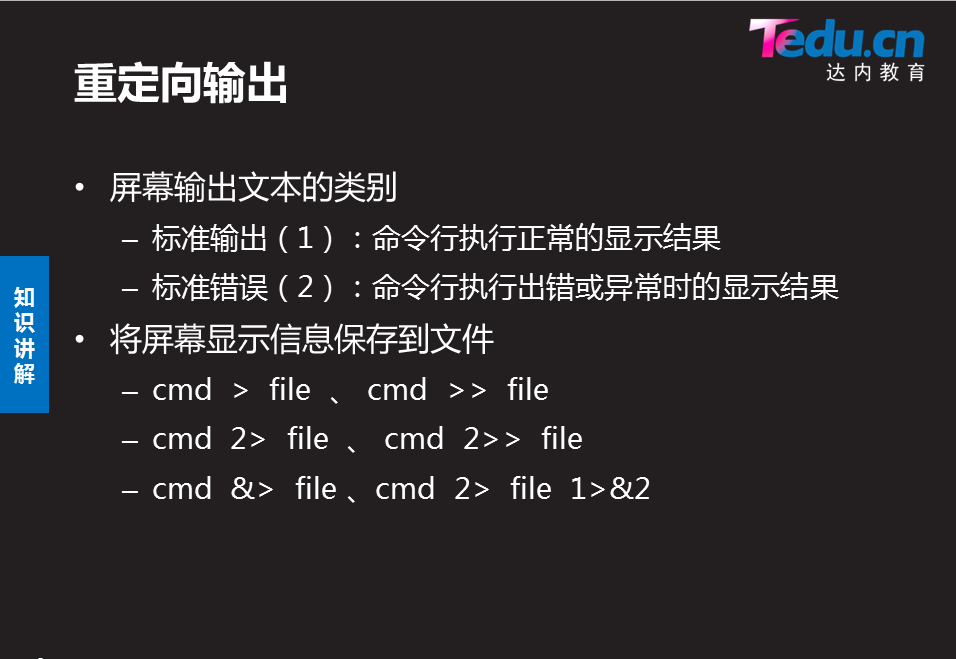 Tedu.cn
达内教育
重定向输出
• 屏幕输出文本的类别
– 标准输出（1）：命令行执行正常的显示结果
– 标准错误（2）：命令行执行出错或异常时的显示结果
• 将屏幕显示信息保存到文件
– cmd > file 、 cmd >> file
– cmd 2> file 、 cmd 2>> file
– cmd &> file 、cmd 2> file 1>&2
知
识
讲
解